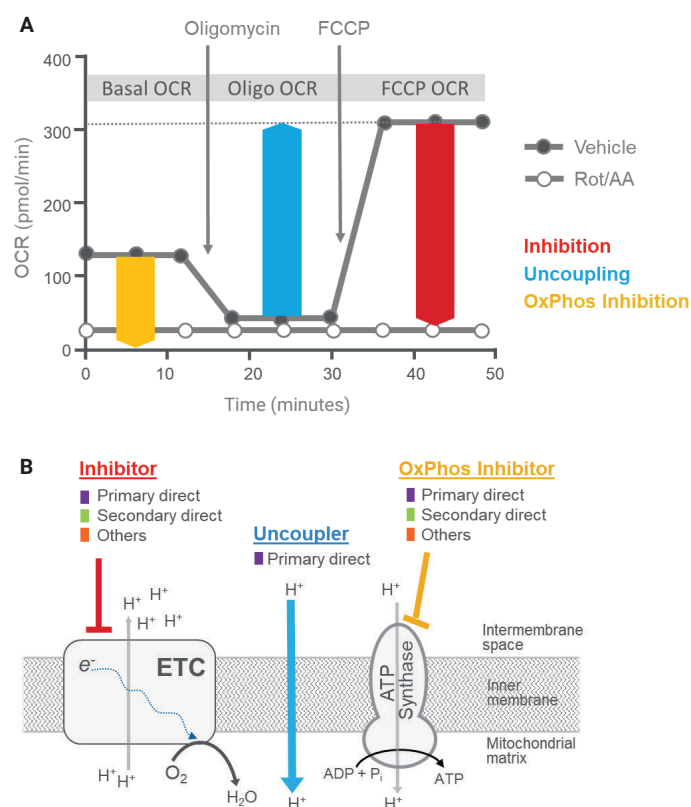 A
Oligomycin
FCCP
400
300
200
100
0
OCR (pmol/min)
Basal OCR
Oligo OCR
FCCP OCR
Vehicle
Rot/AA
Inhibition
Uncoupling
OxPhos Inhibition
0
10
20
30
40
50
Time (minutes)
B
Inhibitor
Primary direct
Secondary direct
Others
Uncoupler
Primary direct
OxPhos Inhibitor
Primary direct
Secondary direct
Others
H⁺
H⁺
H⁺
H⁺
H⁺
H⁺
e⁻
ETC
ATP
Synthase
Intermembrane
space
Inner
membrane
Mitochondrial
matrix
H⁺H⁺
O₂
H₂O
H⁺
ADP + Pᵢ
ATP
H⁺